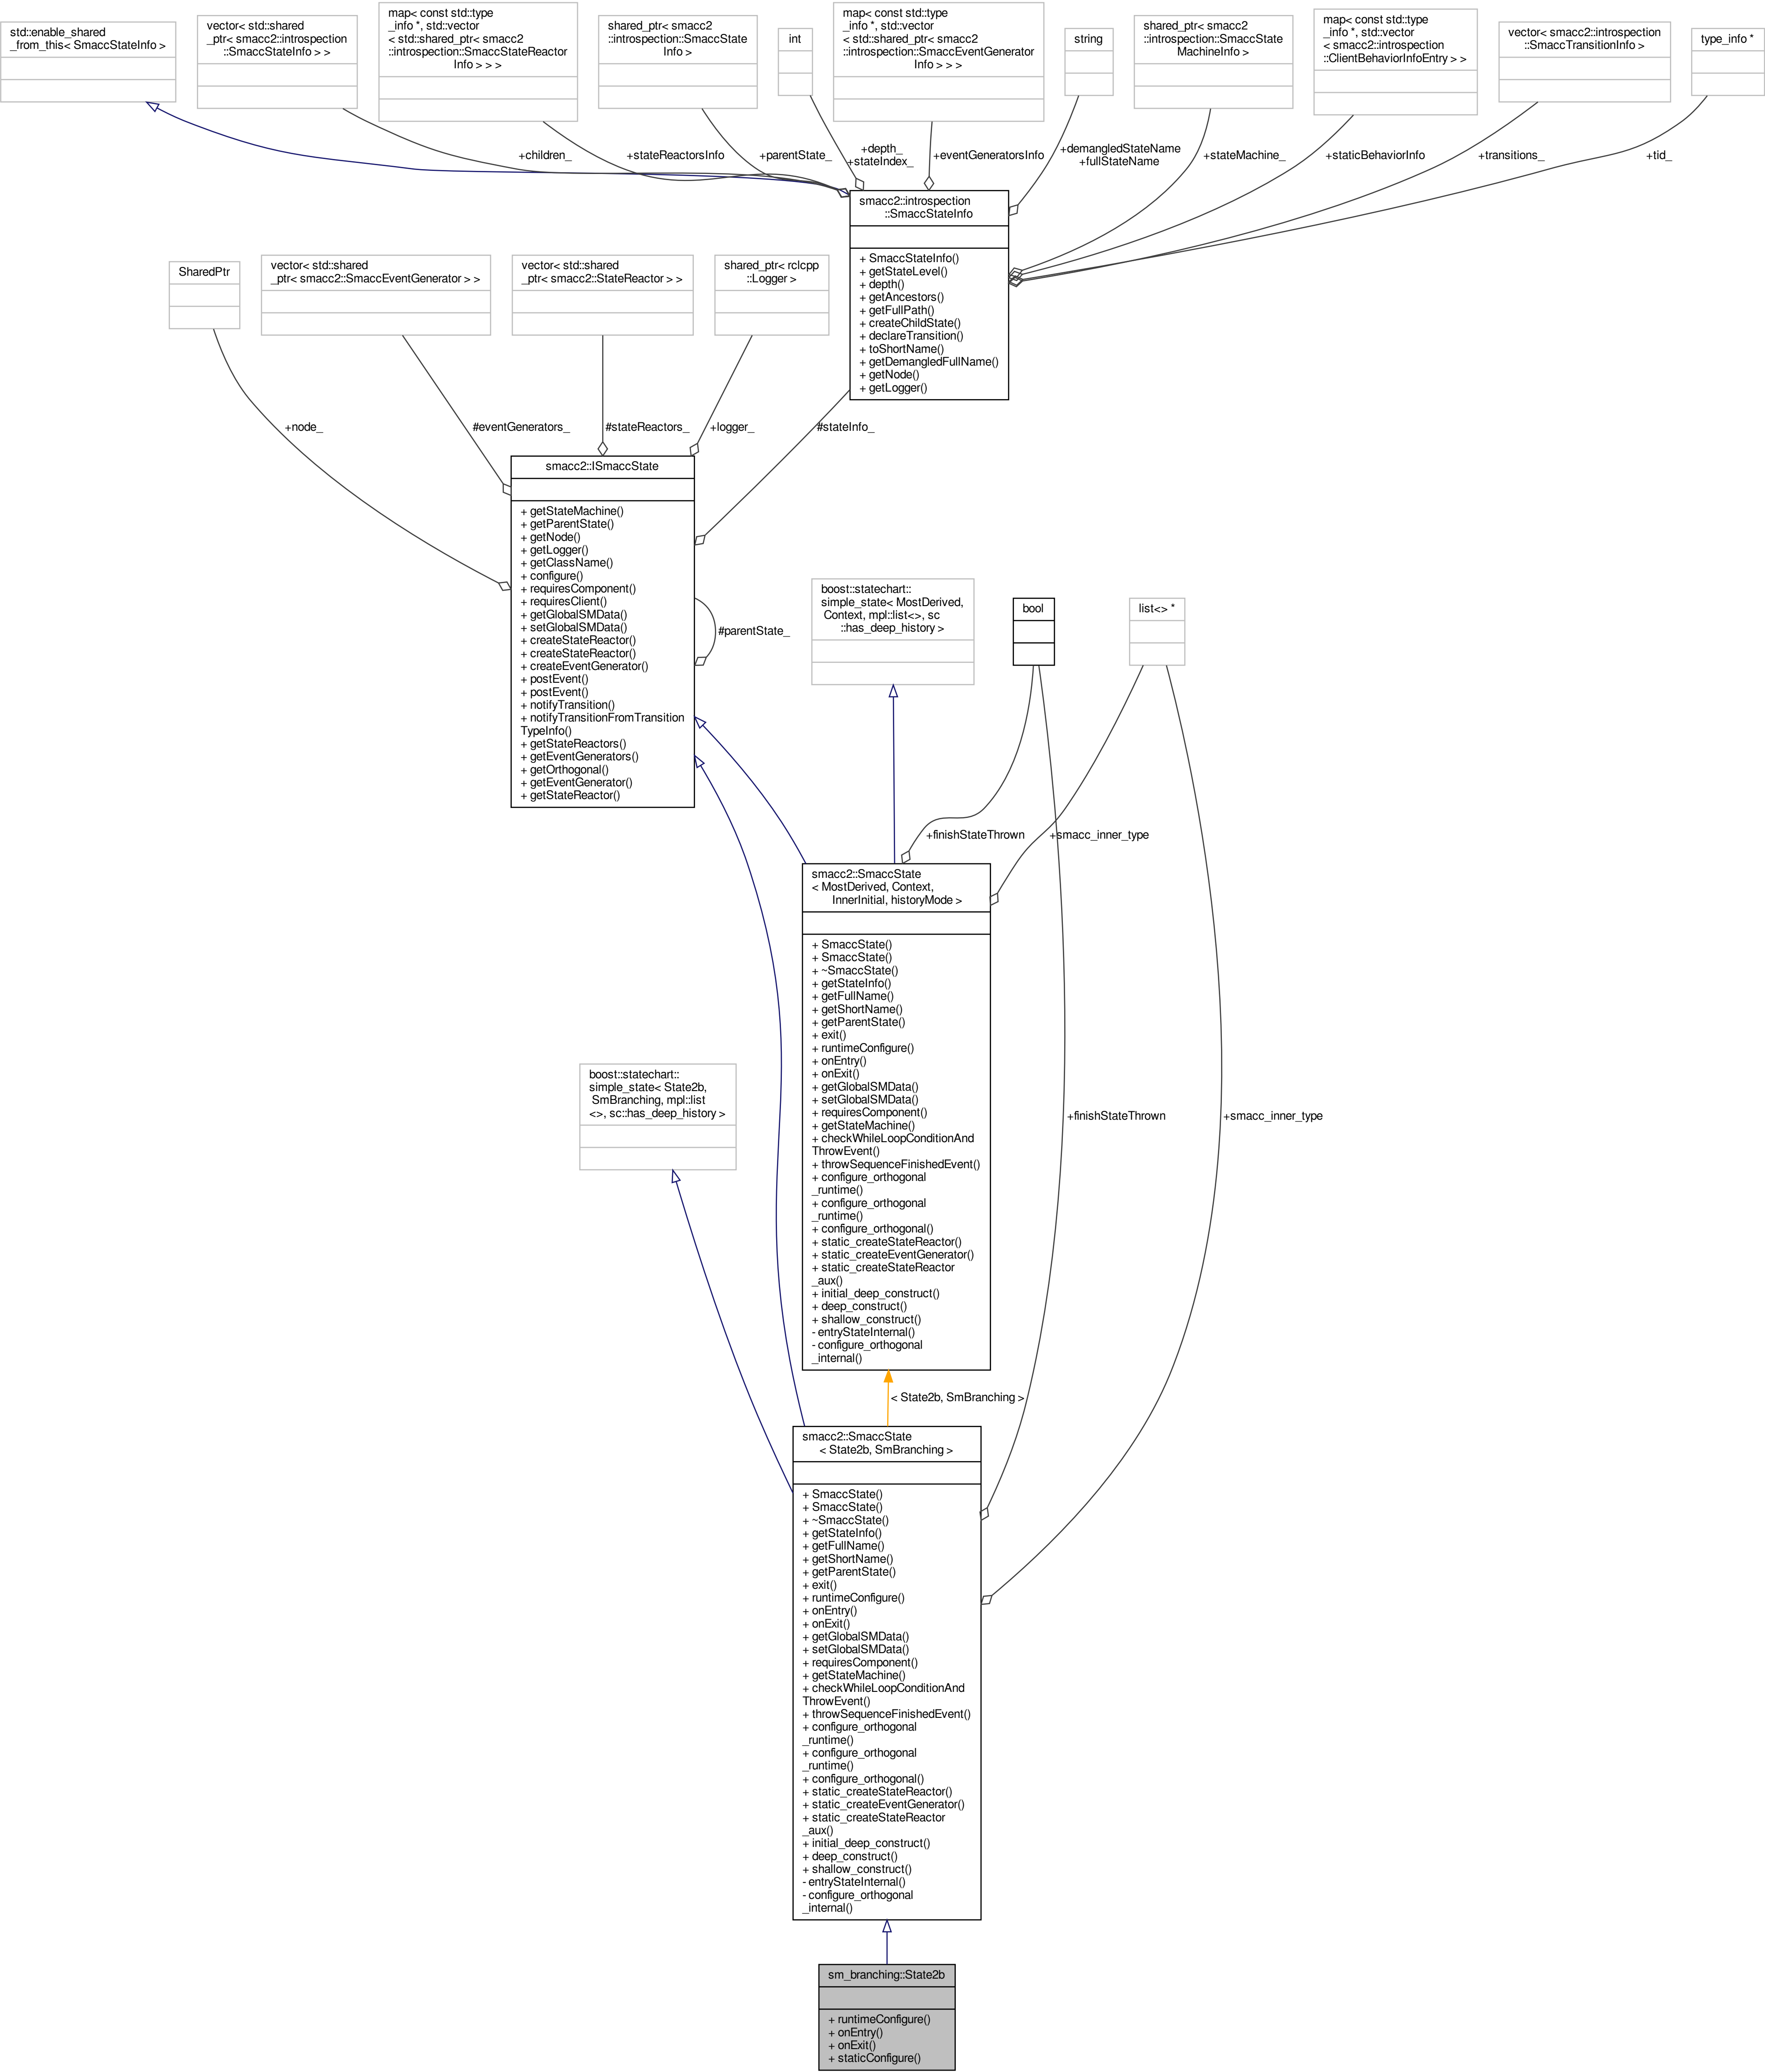 std::enable_shared
_from_this< SmaccStateInfo >
vector< std::shared
_ptr< smacc2::introspection
::SmaccStateInfo > >
map< const std::type
_info *, std::vector
< std::shared_ptr< smacc2
::introspection::SmaccStateReactor
Info > > >
shared_ptr< smacc2
::introspection::SmaccState
Info >
int
map< const std::type
_info *, std::vector
< std::shared_ptr< smacc2
::introspection::SmaccEventGenerator
Info > > >
string
shared_ptr< smacc2
::introspection::SmaccState
MachineInfo >
map< const std::type
_info *, std::vector
< smacc2::introspection
::ClientBehaviorInfoEntry > >
vector< smacc2::introspection
::SmaccTransitionInfo >
type_info *
+children_
+stateReactorsInfo
+parentState_
+depth_
+stateIndex_
+eventGeneratorsInfo
+demangledStateName
+fullStateName
+stateMachine_
+staticBehaviorInfo
+transitions_
+tid_
smacc2::introspection
::SmaccStateInfo
+ SmaccStateInfo()
+ getStateLevel()
+ depth()
+ getAncestors()
+ getFullPath()
+ createChildState()
+ declareTransition()
+ toShortName()
+ getDemangledFullName()
+ getNode()
+ getLogger()
SharedPtr
vector< std::shared
_ptr< smacc2::SmaccEventGenerator > >
vector< std::shared
_ptr< smacc2::StateReactor > >
shared_ptr< rclcpp
::Logger >
+node_
#eventGenerators_
#stateReactors_
+logger_
#stateInfo_
smacc2::ISmaccState
+ getStateMachine()
+ getParentState()
+ getNode()
+ getLogger()
+ getClassName()
+ configure()
+ requiresComponent()
+ requiresClient()
+ getGlobalSMData()
+ setGlobalSMData()
+ createStateReactor()
+ createStateReactor()
+ createEventGenerator()
+ postEvent()
+ postEvent()
+ notifyTransition()
+ notifyTransitionFromTransition
TypeInfo()
+ getStateReactors()
+ getEventGenerators()
+ getOrthogonal()
+ getEventGenerator()
+ getStateReactor()
#parentState_
boost::statechart::
simple_state< MostDerived,
Context, mpl::list<>, sc
::has_deep_history >
bool
list<> *
+finishStateThrown
+smacc_inner_type
smacc2::SmaccState
< MostDerived, Context,
InnerInitial, historyMode >
+ SmaccState()
+ SmaccState()
+ ~SmaccState()
+ getStateInfo()
+ getFullName()
+ getShortName()
+ getParentState()
+ exit()
+ runtimeConfigure()
+ onEntry()
+ onExit()
+ getGlobalSMData()
+ setGlobalSMData()
+ requiresComponent()
+ getStateMachine()
+ checkWhileLoopConditionAnd
ThrowEvent()
+ throwSequenceFinishedEvent()
+ configure_orthogonal
_runtime()
+ configure_orthogonal
_runtime()
+ configure_orthogonal()
+ static_createStateReactor()
+ static_createEventGenerator()
+ static_createStateReactor
_aux()
+ initial_deep_construct()
+ deep_construct()
+ shallow_construct()
- entryStateInternal()
- configure_orthogonal
_internal()
boost::statechart::
simple_state< State2b,
SmBranching, mpl::list
<>, sc::has_deep_history >
+finishStateThrown
+smacc_inner_type
< State2b, SmBranching >
smacc2::SmaccState
< State2b, SmBranching >
+ SmaccState()
+ SmaccState()
+ ~SmaccState()
+ getStateInfo()
+ getFullName()
+ getShortName()
+ getParentState()
+ exit()
+ runtimeConfigure()
+ onEntry()
+ onExit()
+ getGlobalSMData()
+ setGlobalSMData()
+ requiresComponent()
+ getStateMachine()
+ checkWhileLoopConditionAnd
ThrowEvent()
+ throwSequenceFinishedEvent()
+ configure_orthogonal
_runtime()
+ configure_orthogonal
_runtime()
+ configure_orthogonal()
+ static_createStateReactor()
+ static_createEventGenerator()
+ static_createStateReactor
_aux()
+ initial_deep_construct()
+ deep_construct()
+ shallow_construct()
- entryStateInternal()
- configure_orthogonal
_internal()
sm_branching::State2b
+ runtimeConfigure()
+ onEntry()
+ onExit()
+ staticConfigure()